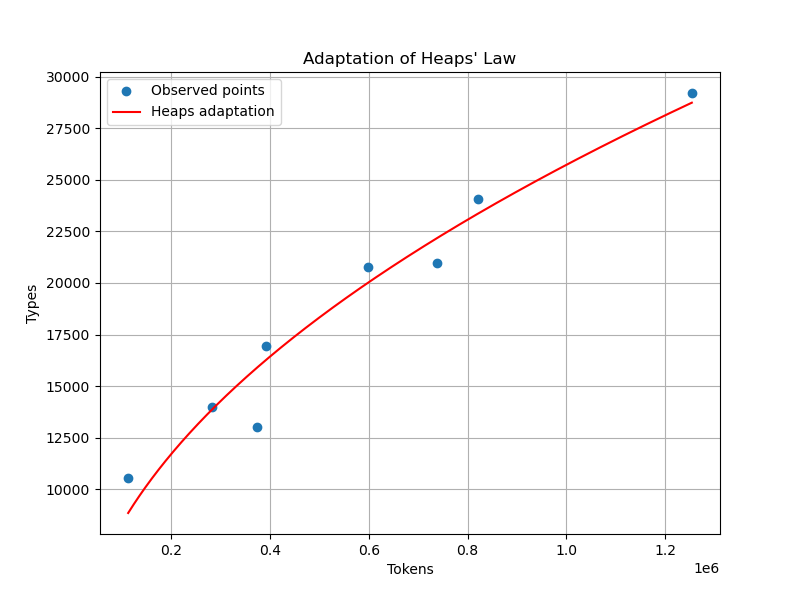 Adaptation of Heaps' Law
Observed points
Heaps adaptation
30000
27500
25000
22500
20000
17500
15000
12500
10000
Types
0.2 0.4 0.6 0.8 1.0 1.2
1e6
Tokens